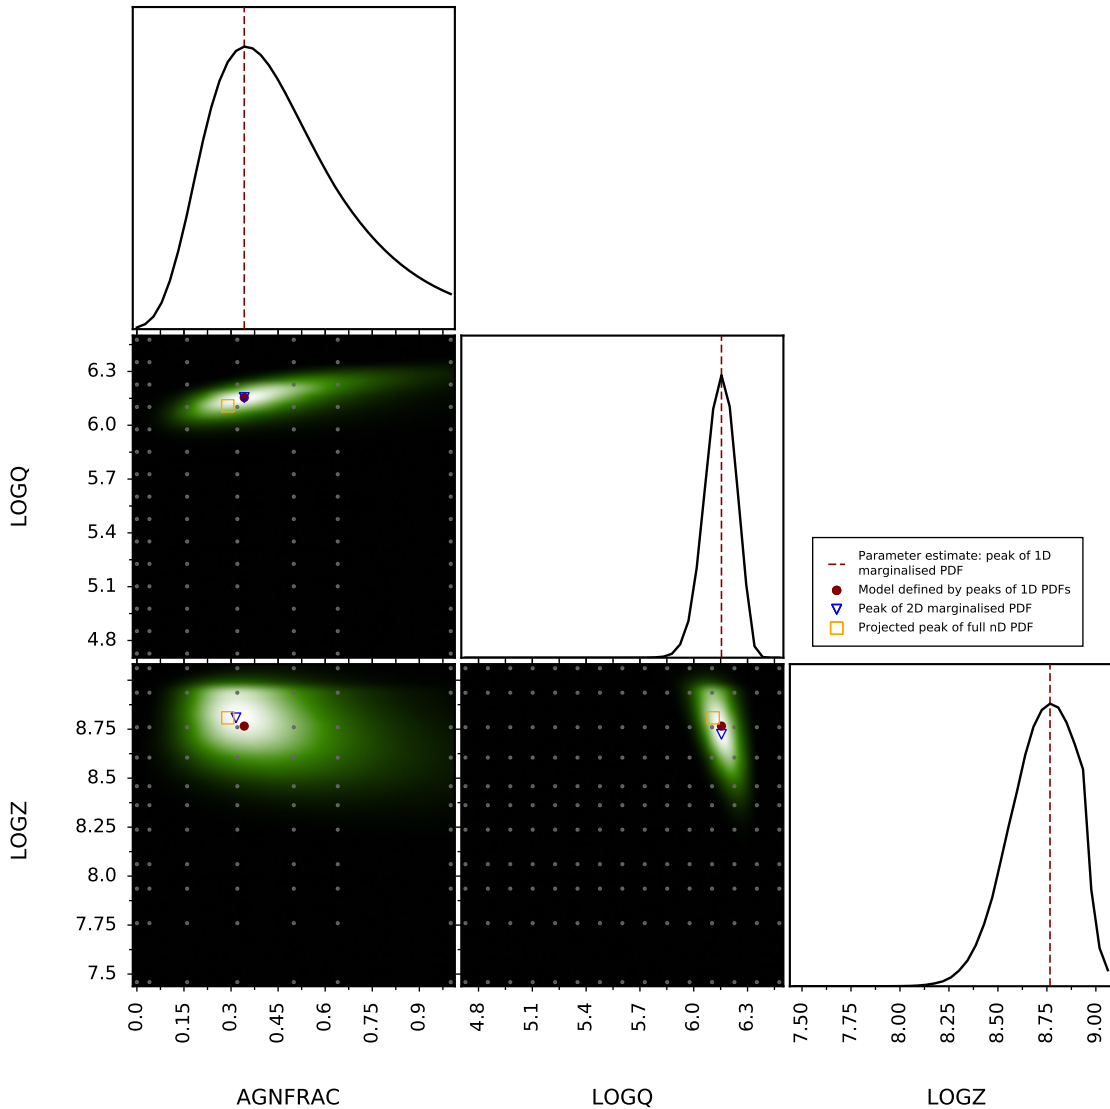 6.3
6.0
5.7
5.4
5.1
4.8
LOGQ
Parameter estimate: peak of 1D
marginalised PDF
Model defined by peaks of 1D PDFs
Peak of 2D marginalised PDF
Projected peak of full nD PDF
8.75
8.5
8.25
8.0
7.75
7.5
LOGZ
0.0 0.15 0.3 0.45 0.6 0.75 0.9 4.8 5.1 5.4 5.7 6.0 6.3 7.50 7.75 8.00 8.25 8.50 8.75 9.00
AGNFRAC LOGQ LOGZ